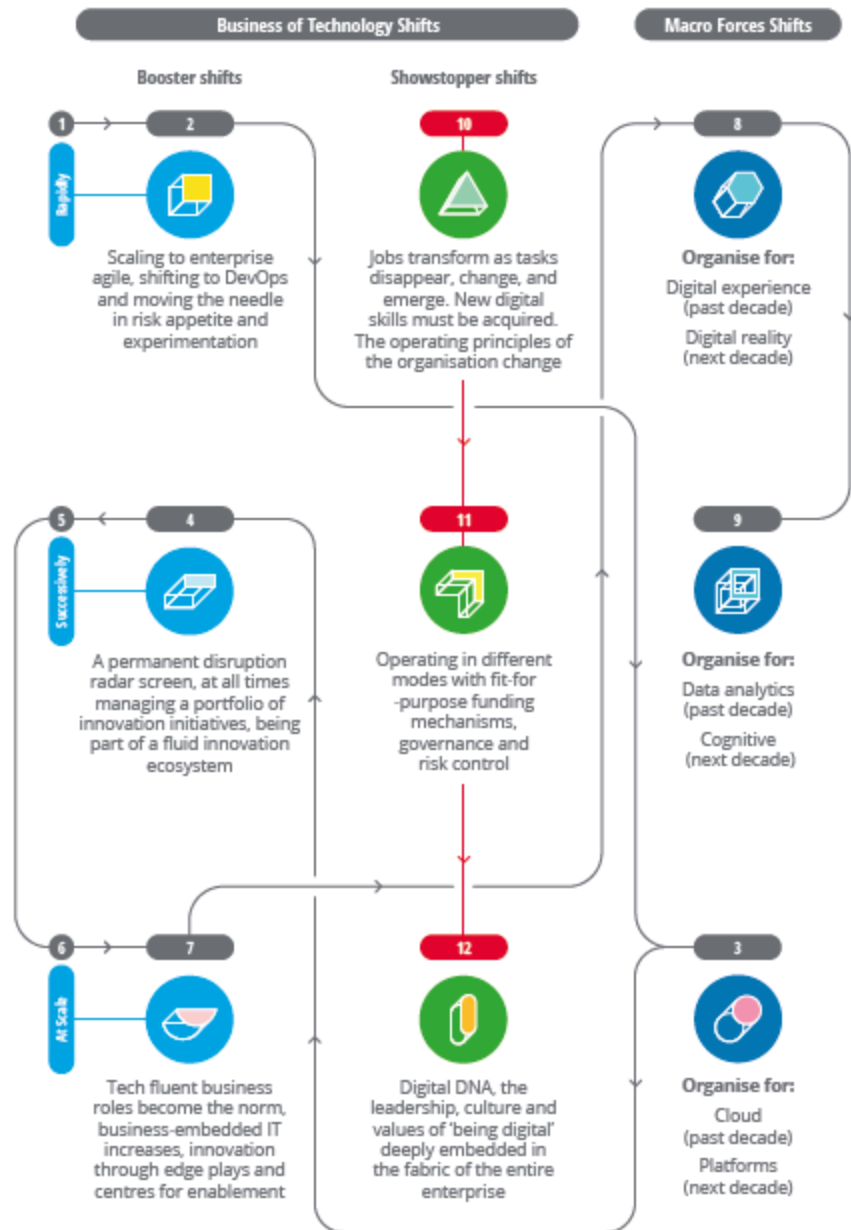 Business of Technology Shifts
Macro Forces Shifts
Booster shifts
Showstopper shifts
1
2
10
8
Rapidly
Scaling to enterprise
agile, shifting to DevOps
and moving the needle
in risk appetite and
experimentation
Jobs transform as tasks
disappear, change, and
emerge. New digital
skills must be acquired.
The operating principles of
the organisation change
Organise for:
Digital experience
(past decade)
Digital reality
(next decade)
5
4
11
9
Successively
A permanent disruption
radar screen, at all times
managing a portfolio of
innovation initiatives, being
part of a fluid innovation
ecosystem
Operating in different
modes with fit-for
-purpose funding
mechanisms,
governance and
risk control
Organise for:
Data analytics
(past decade)
Cognitive
(next decade)
6
7
12
3
At Scale
Tech fluent business
roles become the norm,
business-embedded IT
increases, innovation
through edge plays and
centres for enablement
Digital DNA, the
leadership, culture and
values of ‘being digital’
deeply embedded in
the fabric of the entire
enterprise
Organise for:
Cloud
(past decade)
Platforms
(next decade)